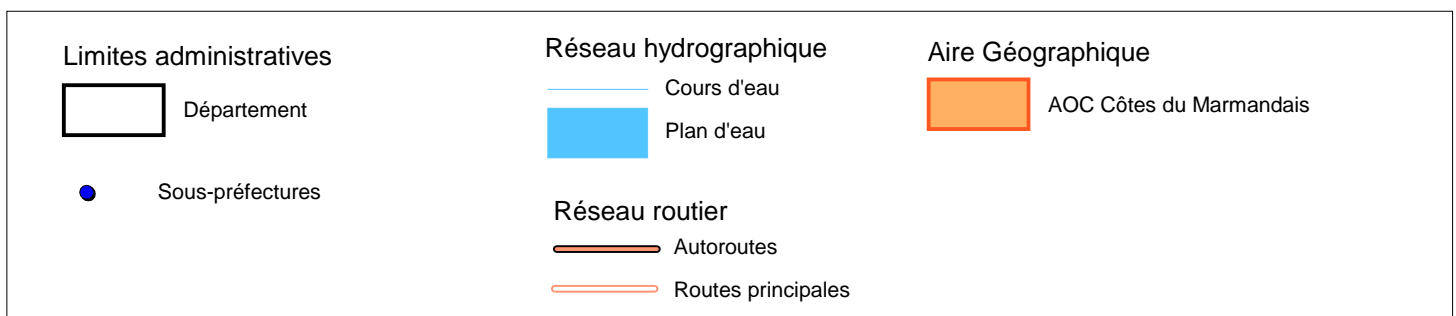 Limites administratives
Département
Sous-préfectures
Réseau hydrographique
Cours d'eau
Plan d'eau
Réseau routier
Autoroutes
Routes principales
Aire Géographique
AOC Côtes du Marmandais